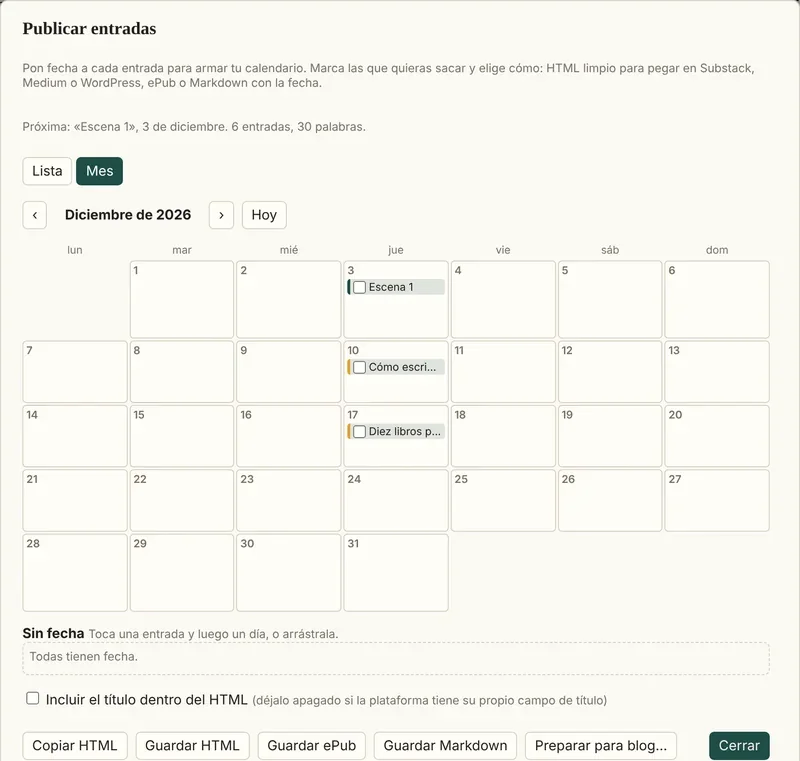 Publicar entradas
Pon fecha a cada entrada para armar tu calendario. Marca las que quieras sacar y elige cómo: HTML limpio para pegar en Substack,
Medium o WordPress, ePub o Markdown con la fecha.
Próxima: «Escena 1», 3 de diciembre. 6 entradas, 30 palabras.
Lista Mes
‹ Diciembre de 2026 › Hoy
lun mar mié jue vie sáb dom
1 2 3 4 5 6
Escena 1
7 8 9 10 11 12 13
Cómo escri...
14 15 16 17 18 19 20
Diez libros p...
21 22 23 24 25 26 27
28 29 30 31
Sin fecha Toca una entrada y luego un día, o arrástrala.
Todas tienen fecha.
Incluir el título dentro del HTML (déjalo apagado si la plataforma tiene su propio campo de título)
Copiar HTML Guardar HTML Guardar ePub Guardar Markdown Preparar para blog... Cerrar